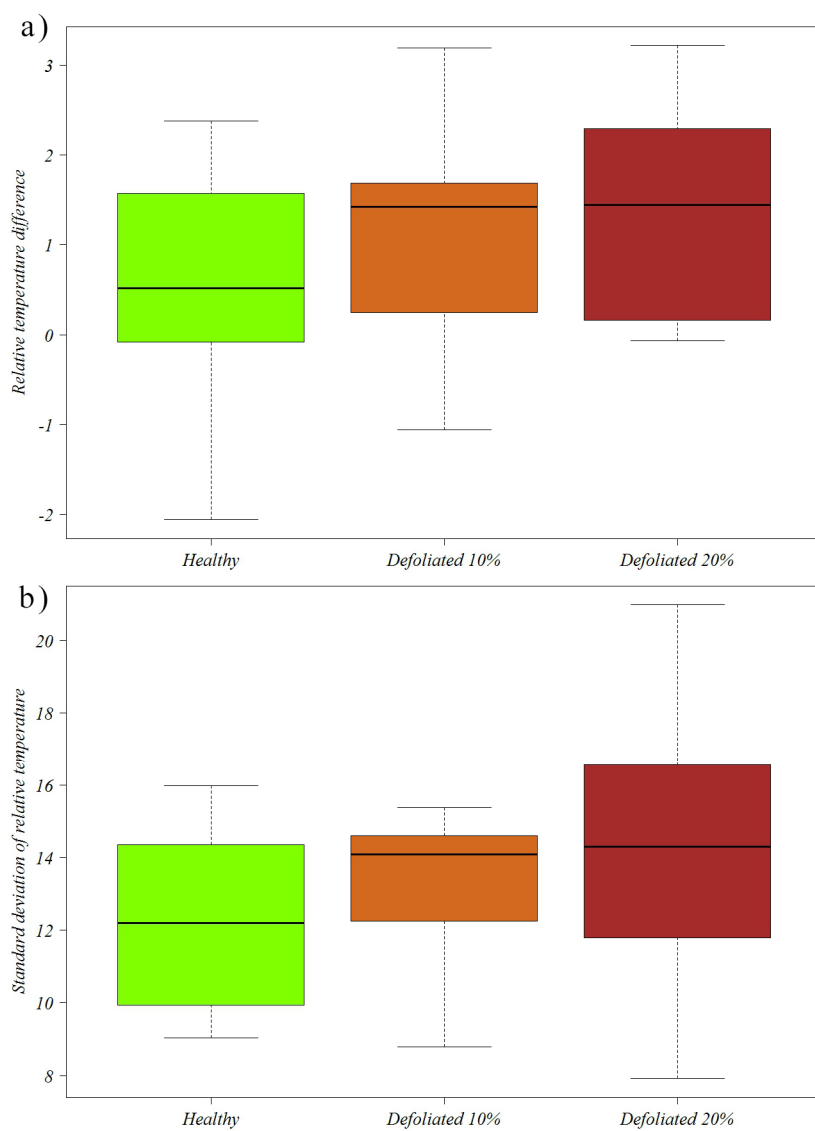 a)
Relative temperature difference
3
2
1
0
-1
-2
Healthy Defoliated 10% Defoliated 20%
b)
Standard deviation of relative temperature
20
18
16
14
12
10
8
Healthy Defoliated 10% Defoliated 20%